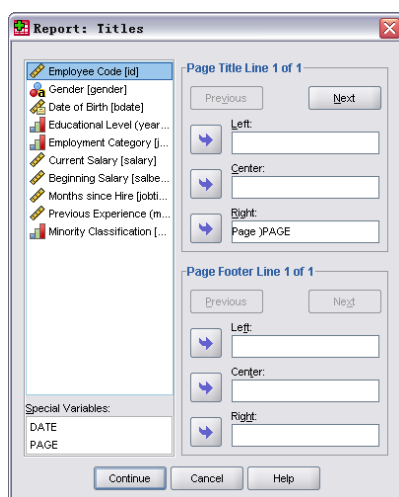 Report: Titles
Employee Code [id]
Gender [gender]
Date of Birth [bdate]
Educational Level (year...
Employment Category [j...
Current Salary [salary]
Beginning Salary [salbe...
Months since Hire [jobti...
Previous Experience (m...
Minority Classification [...
Special Variables:
DATE
PAGE
Page Title Line 1 of 1
Previous
Next
Left:
Center:
Right:
Page )PAGE
Page Footer Line 1 of 1
Previous
Next
Left:
Center:
Right:
Continue
Cancel
Help